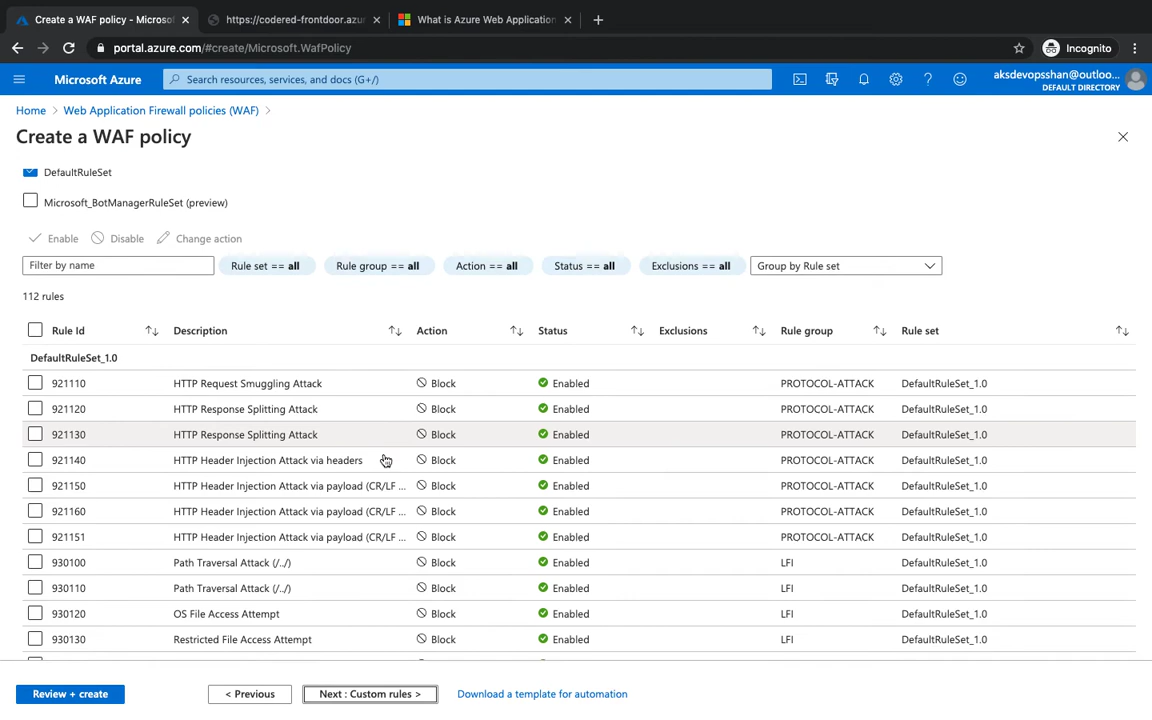 Create a WAF policy - Microsof
https://codered-frontdoor.azur
What is Azure Web Application
portal.azure.com/#create/Microsoft.WafPolicy
Incognito
Microsoft Azure
Search resources, services, and docs (G+/)
aksdevopsshan@outloo...
DEFAULT DIRECTORY
Home > Web Application Firewall policies (WAF) >
Create a WAF policy
DefaultRuleSet
Microsoft_BotManagerRuleSet (preview)
Enable Disable Change action
Filter by name Rule set == all Rule group == all Action == all Status == all Exclusions == all Group by Rule set
112 rules
Rule Id Description Action Status Exclusions Rule group Rule set
DefaultRuleSet_1.0
921110 HTTP Request Smuggling Attack Block Enabled PROTOCOL-ATTACK DefaultRuleSet_1.0
921120 HTTP Response Splitting Attack Block Enabled PROTOCOL-ATTACK DefaultRuleSet_1.0
921130 HTTP Response Splitting Attack Block Enabled PROTOCOL-ATTACK DefaultRuleSet_1.0
921140 HTTP Header Injection Attack via headers Block Enabled PROTOCOL-ATTACK DefaultRuleSet_1.0
921150 HTTP Header Injection Attack via payload (CR/LF ... Block Enabled PROTOCOL-ATTACK DefaultRuleSet_1.0
921160 HTTP Header Injection Attack via payload (CR/LF ... Block Enabled PROTOCOL-ATTACK DefaultRuleSet_1.0
921151 HTTP Header Injection Attack via payload (CR/LF ... Block Enabled PROTOCOL-ATTACK DefaultRuleSet_1.0
930100 Path Traversal Attack (/../) Block Enabled LFI DefaultRuleSet_1.0
930110 Path Traversal Attack (/../) Block Enabled LFI DefaultRuleSet_1.0
930120 OS File Access Attempt Block Enabled LFI DefaultRuleSet_1.0
930130 Restricted File Access Attempt Block Enabled LFI DefaultRuleSet_1.0
Review + create < Previous Next : Custom rules > Download a template for automation